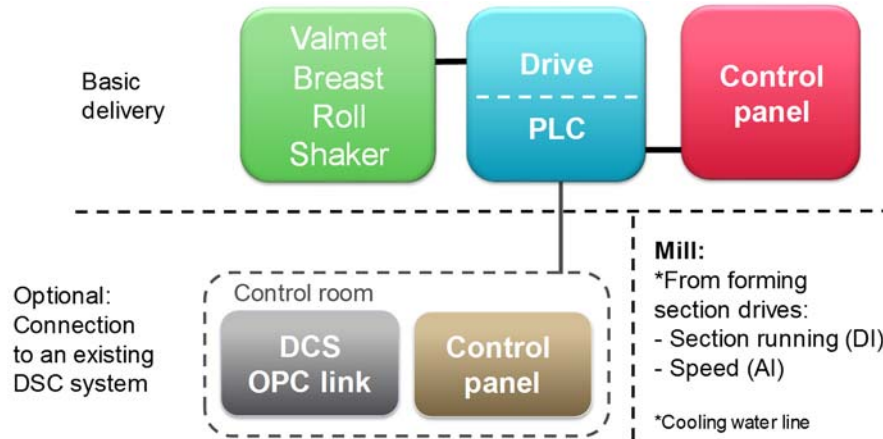 Basic
delivery
Valmet
Breast
Roll
Shaker
Drive
PLC
Control
panel
Optional:
Connection
to an existing
DSC system
Control room
DCS
OPC link
Control
panel
Mill:
*From forming
section drives:
- Section running (DI)
- Speed (AI)
*Cooling water line